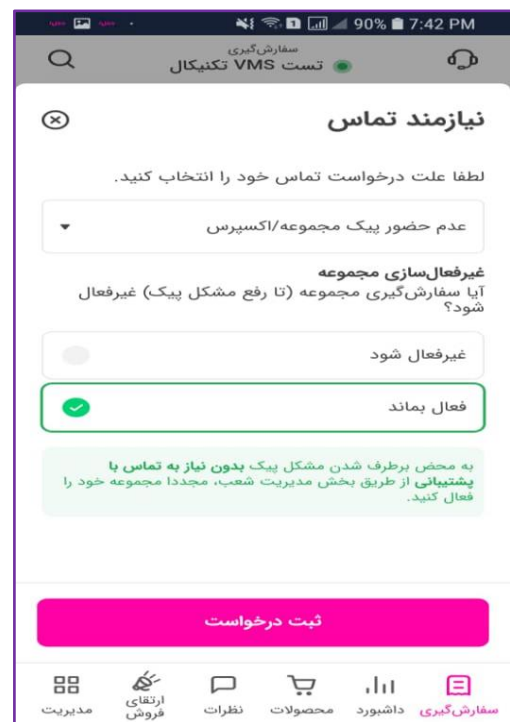 90% 7:42 PM
سفارش‌گیری
تست VMS تکنیکال
نیازمند تماس
لطفا علت درخواست تماس خود را انتخاب کنید.
عدم حضور پیک مجموعه/اکسپرس
غیرفعال‌سازی مجموعه
آیا سفارش‌گیری مجموعه (تا رفع مشکل پیک) غیرفعال
شود؟
غیرفعال شود
فعال بماند
به محض برطرف شدن مشکل پیک بدون نیاز به تماس با
پشتیبانی از طریق بخش مدیریت شعب، مجددا مجموعه خود را
فعال کنید.
ثبت درخواست
سفارش‌گیری داشبورد محصولات نظرات ارتقای فروش مدیریت